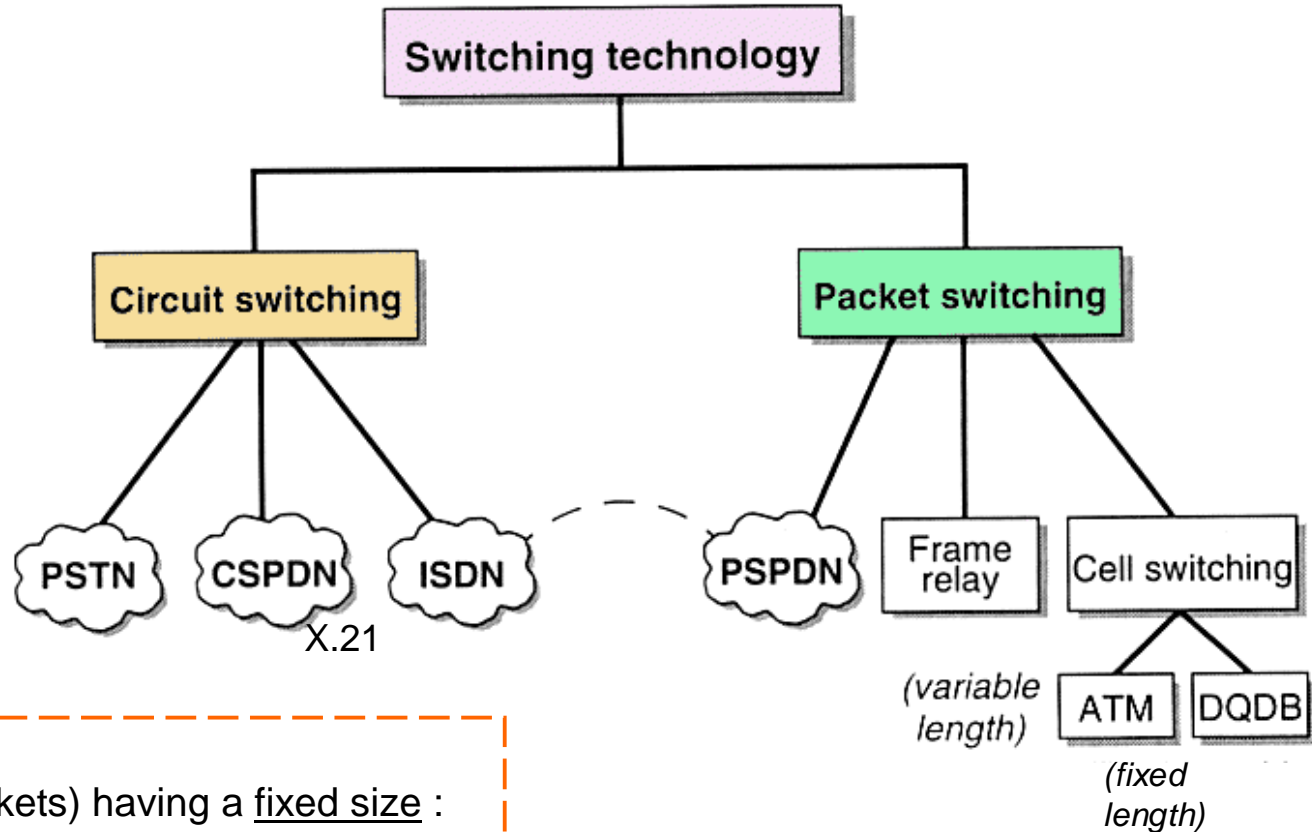 Switching technology
Circuit switching
Packet switching
PSTN
CSPDN
ISDN
PSPDN
Frame
relay
Cell switching
X.21
(variable
length)
ATM
DQDB
(fixed
length)
kets) having a fixed size :